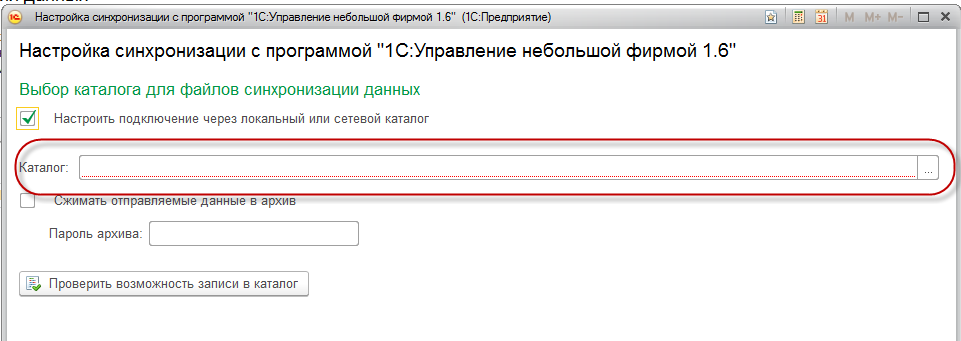 Настройка синхронизации с программой "1С:Управление небольшой фирмой 1.6" (1С:Предприятие)
M M+ M-
31
Настройка синхронизации с программой "1С:Управление небольшой фирмой 1.6"
Выбор каталога для файлов синхронизации данных
Настроить подключение через локальный или сетевой каталог
Каталог:
...
Сжимать отправляемые данные в архив
Пароль архива:
Проверить возможность записи в каталог